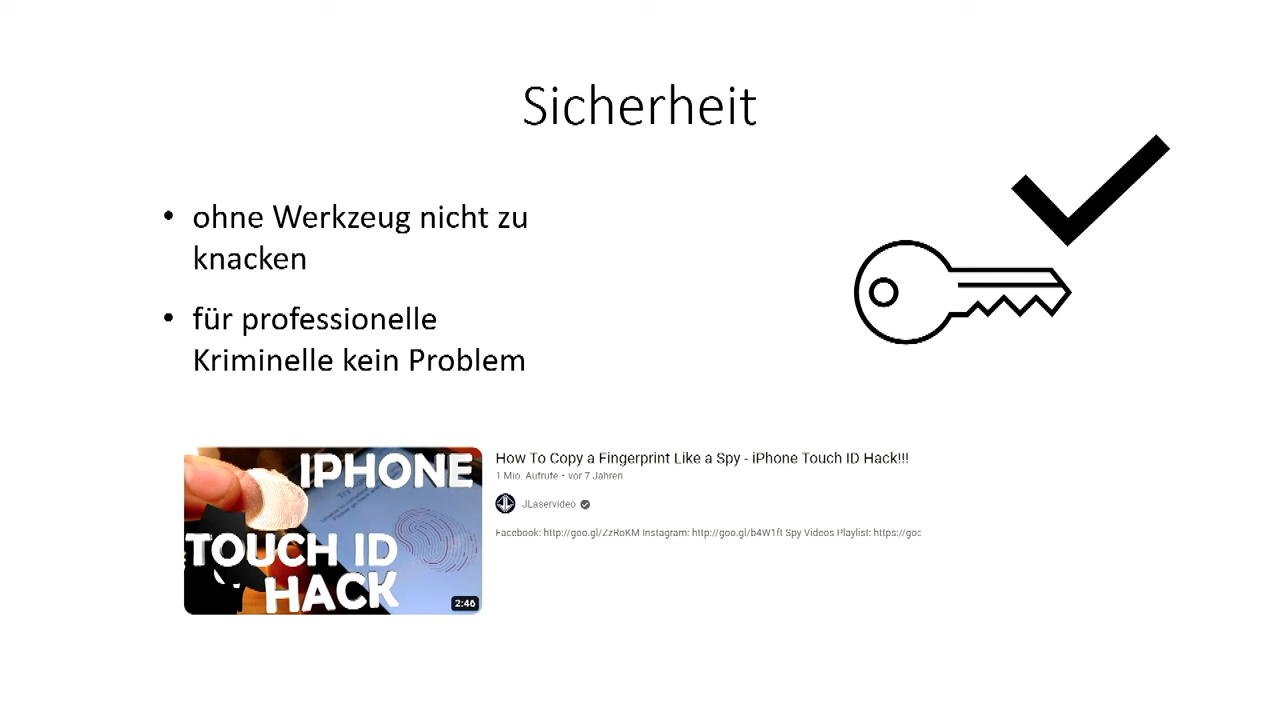 Sicherheit
• ohne Werkzeug nicht zu
knacken
• für professionelle
Kriminelle kein Problem
IPHONE
TOUCH ID
HACK
2:46
How To Copy a Fingerprint Like a Spy - iPhone Touch ID Hack!!!
1 Mio. Aufrufe • vor 7 Jahren
JLaservideo
Facebook: http://goo.gl/ZzRoKM Instagram: http://goo.gl/b4W1ft Spy Videos Playlist: https://goo